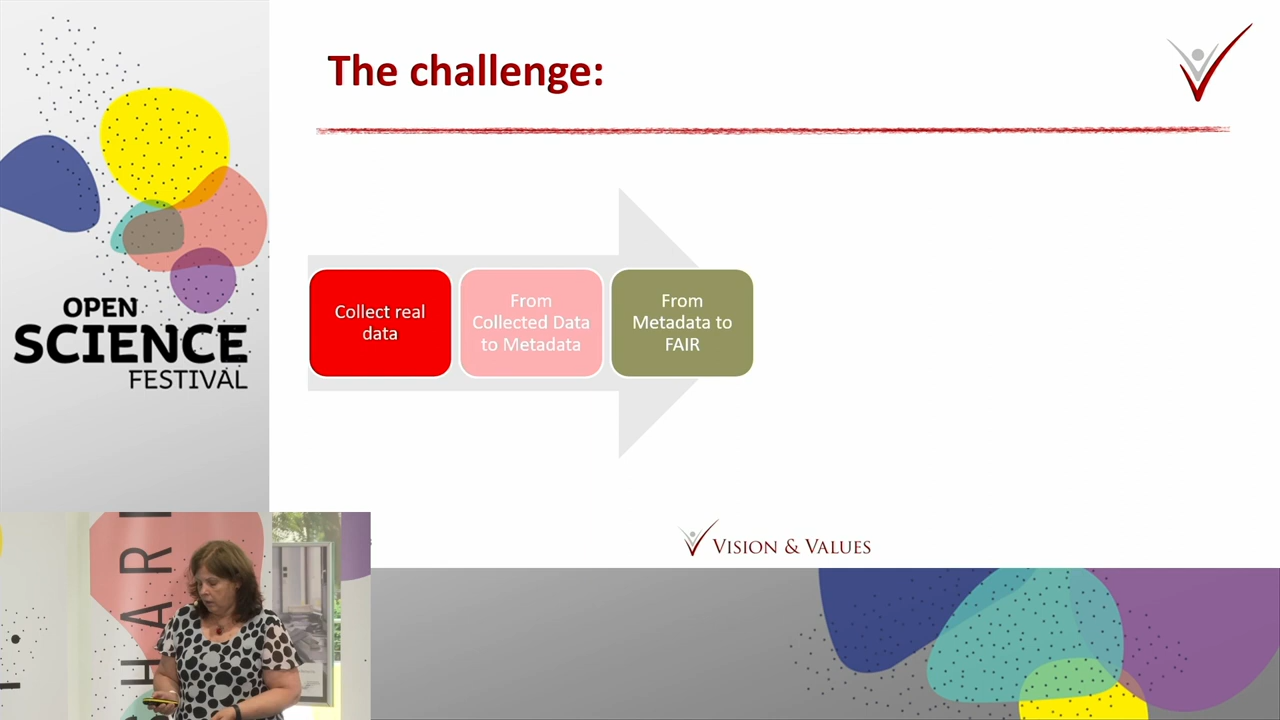 The challenge:
OPEN
SCIENCE
FESTIVAL
Collect real
data
From
Collected Data
to Metadata
From
Metadata to
FAIR
VISION & VALUES
HARI